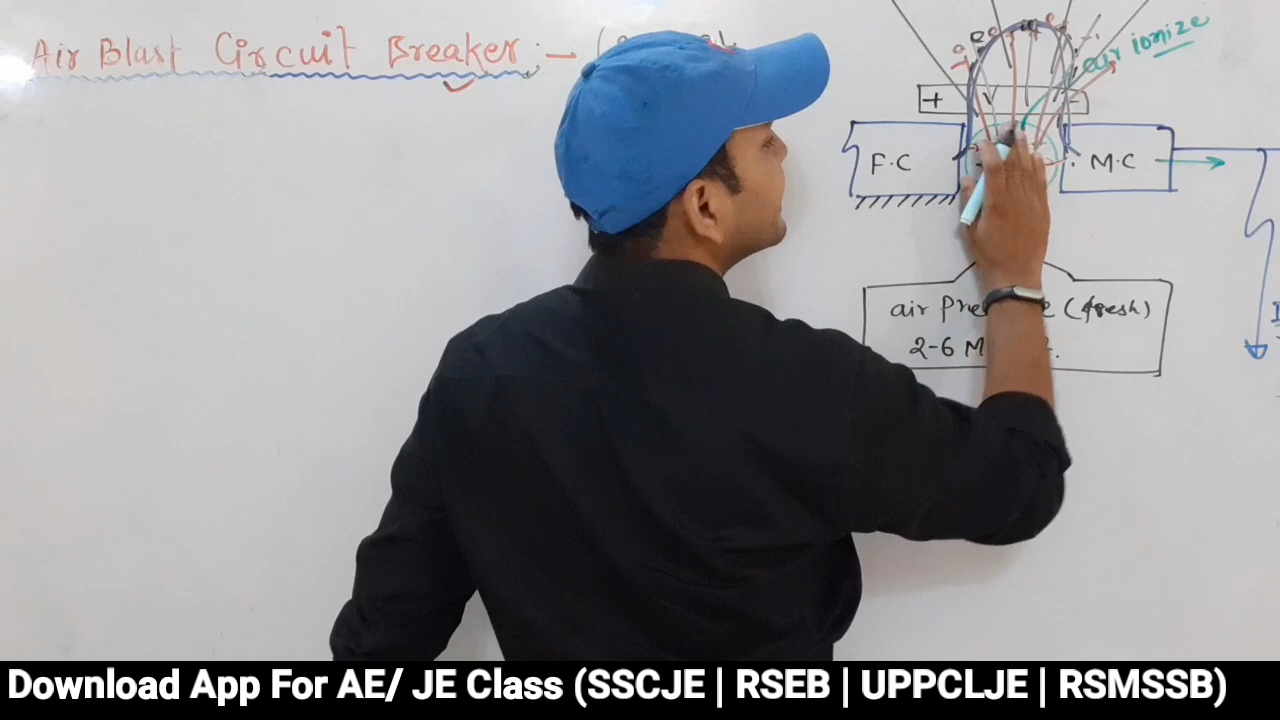 Air Blast Circuit Breaker :-
air ionize
+ -
F.C
M.C
air (fresh)
2-6 M
Download App For AE/ JE Class (SSCJE | RSEB | UPPCLJE | RSMSSB)